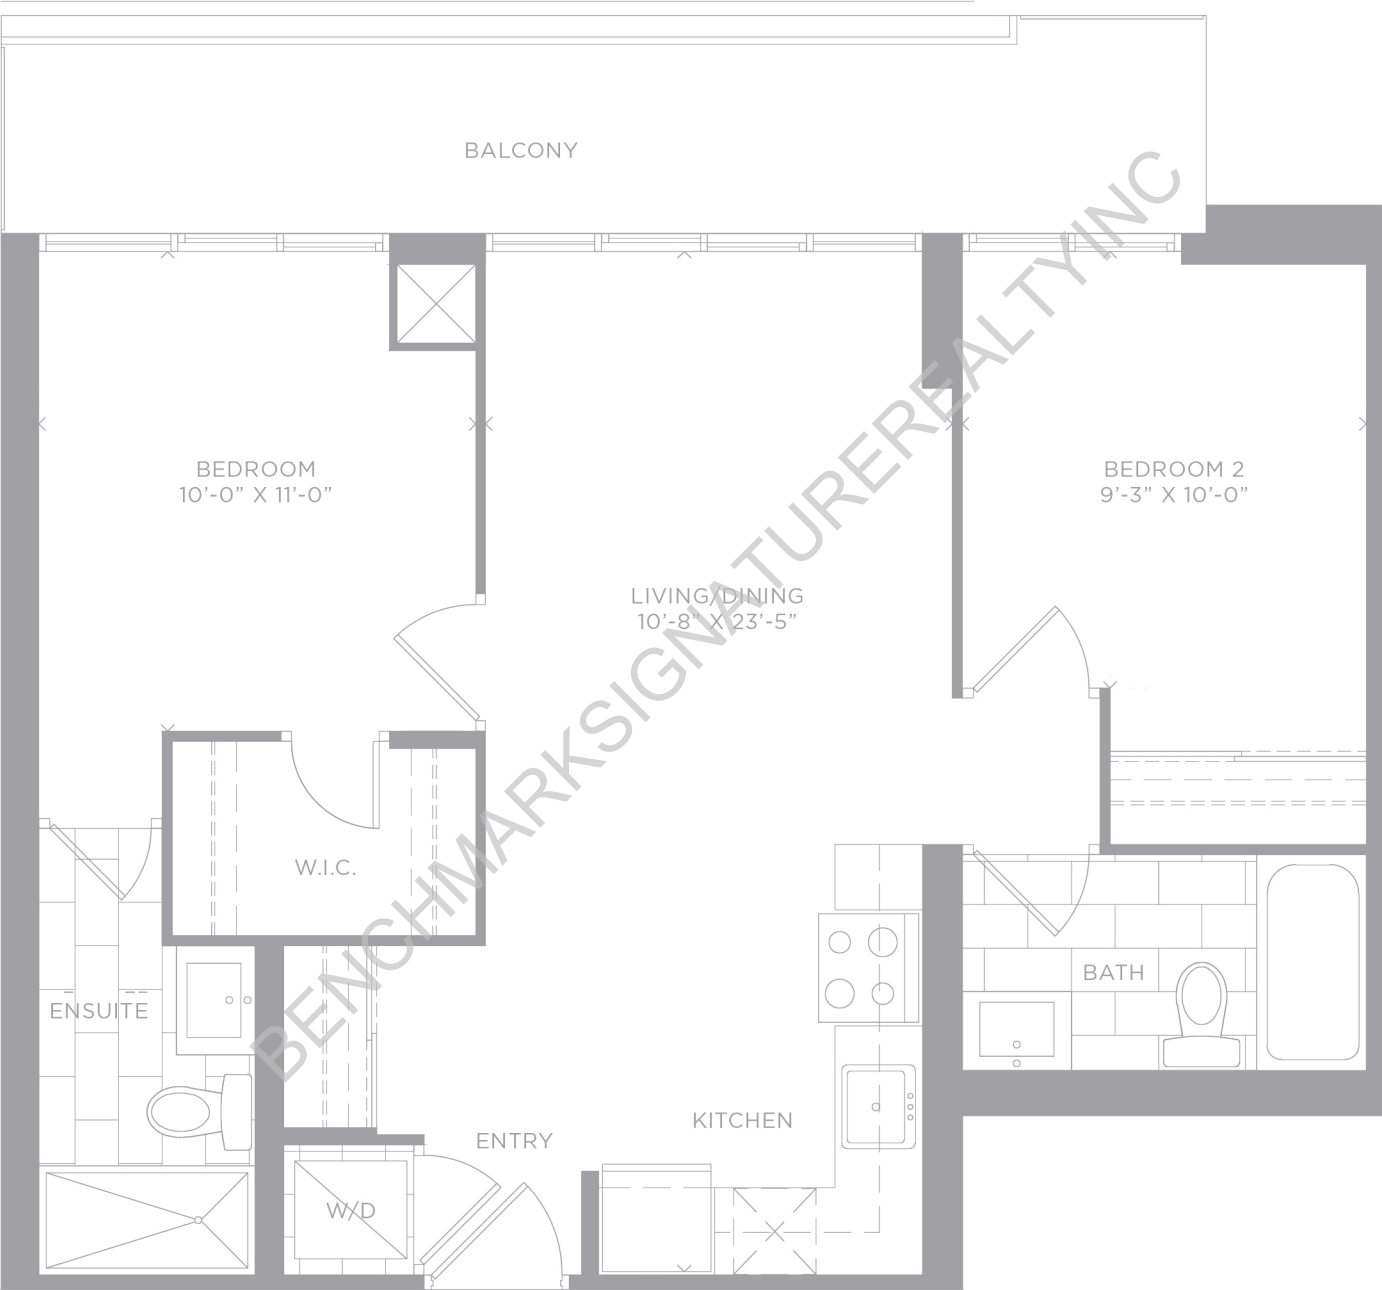 BALCONY
BEDROOM
10'-0" X 11'-0"
BEDROOM 2
9'-3" X 10'-0"
LIVING/DINING
10'-8" X 23'-5"
W.I.C.
ENSUITE
BATH
KITCHEN
ENTRY
W/D
BENCHMARKSIGNATUREREALTYINC